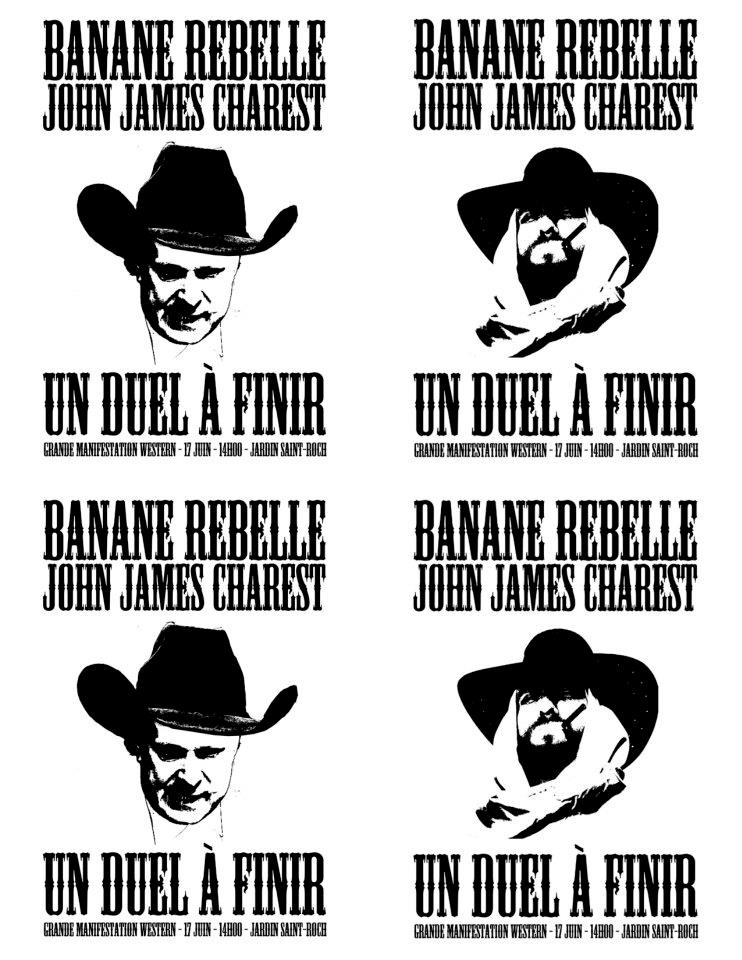 BANANE REBELLE
JOHN JAMES CHAREST
UN DUEL À FINIR
GRANDE MANIFESTATION WESTERN - 17 JUIN - 14H00 - JARDIN SAINT-ROCH
BANANE REBELLE
JOHN JAMES CHAREST
UN DUEL À FINIR
GRANDE MANIFESTATION WESTERN - 17 JUIN - 14H00 - JARDIN SAINT-ROCH
BANANE REBELLE
JOHN JAMES CHAREST
UN DUEL À FINIR
GRANDE MANIFESTATION WESTERN - 17 JUIN - 14H00 - JARDIN SAINT-ROCH
BANANE REBELLE
JOHN JAMES CHAREST
UN DUEL À FINIR
GRANDE MANIFESTATION WESTERN - 17 JUIN - 14H00 - JARDIN SAINT-ROCH